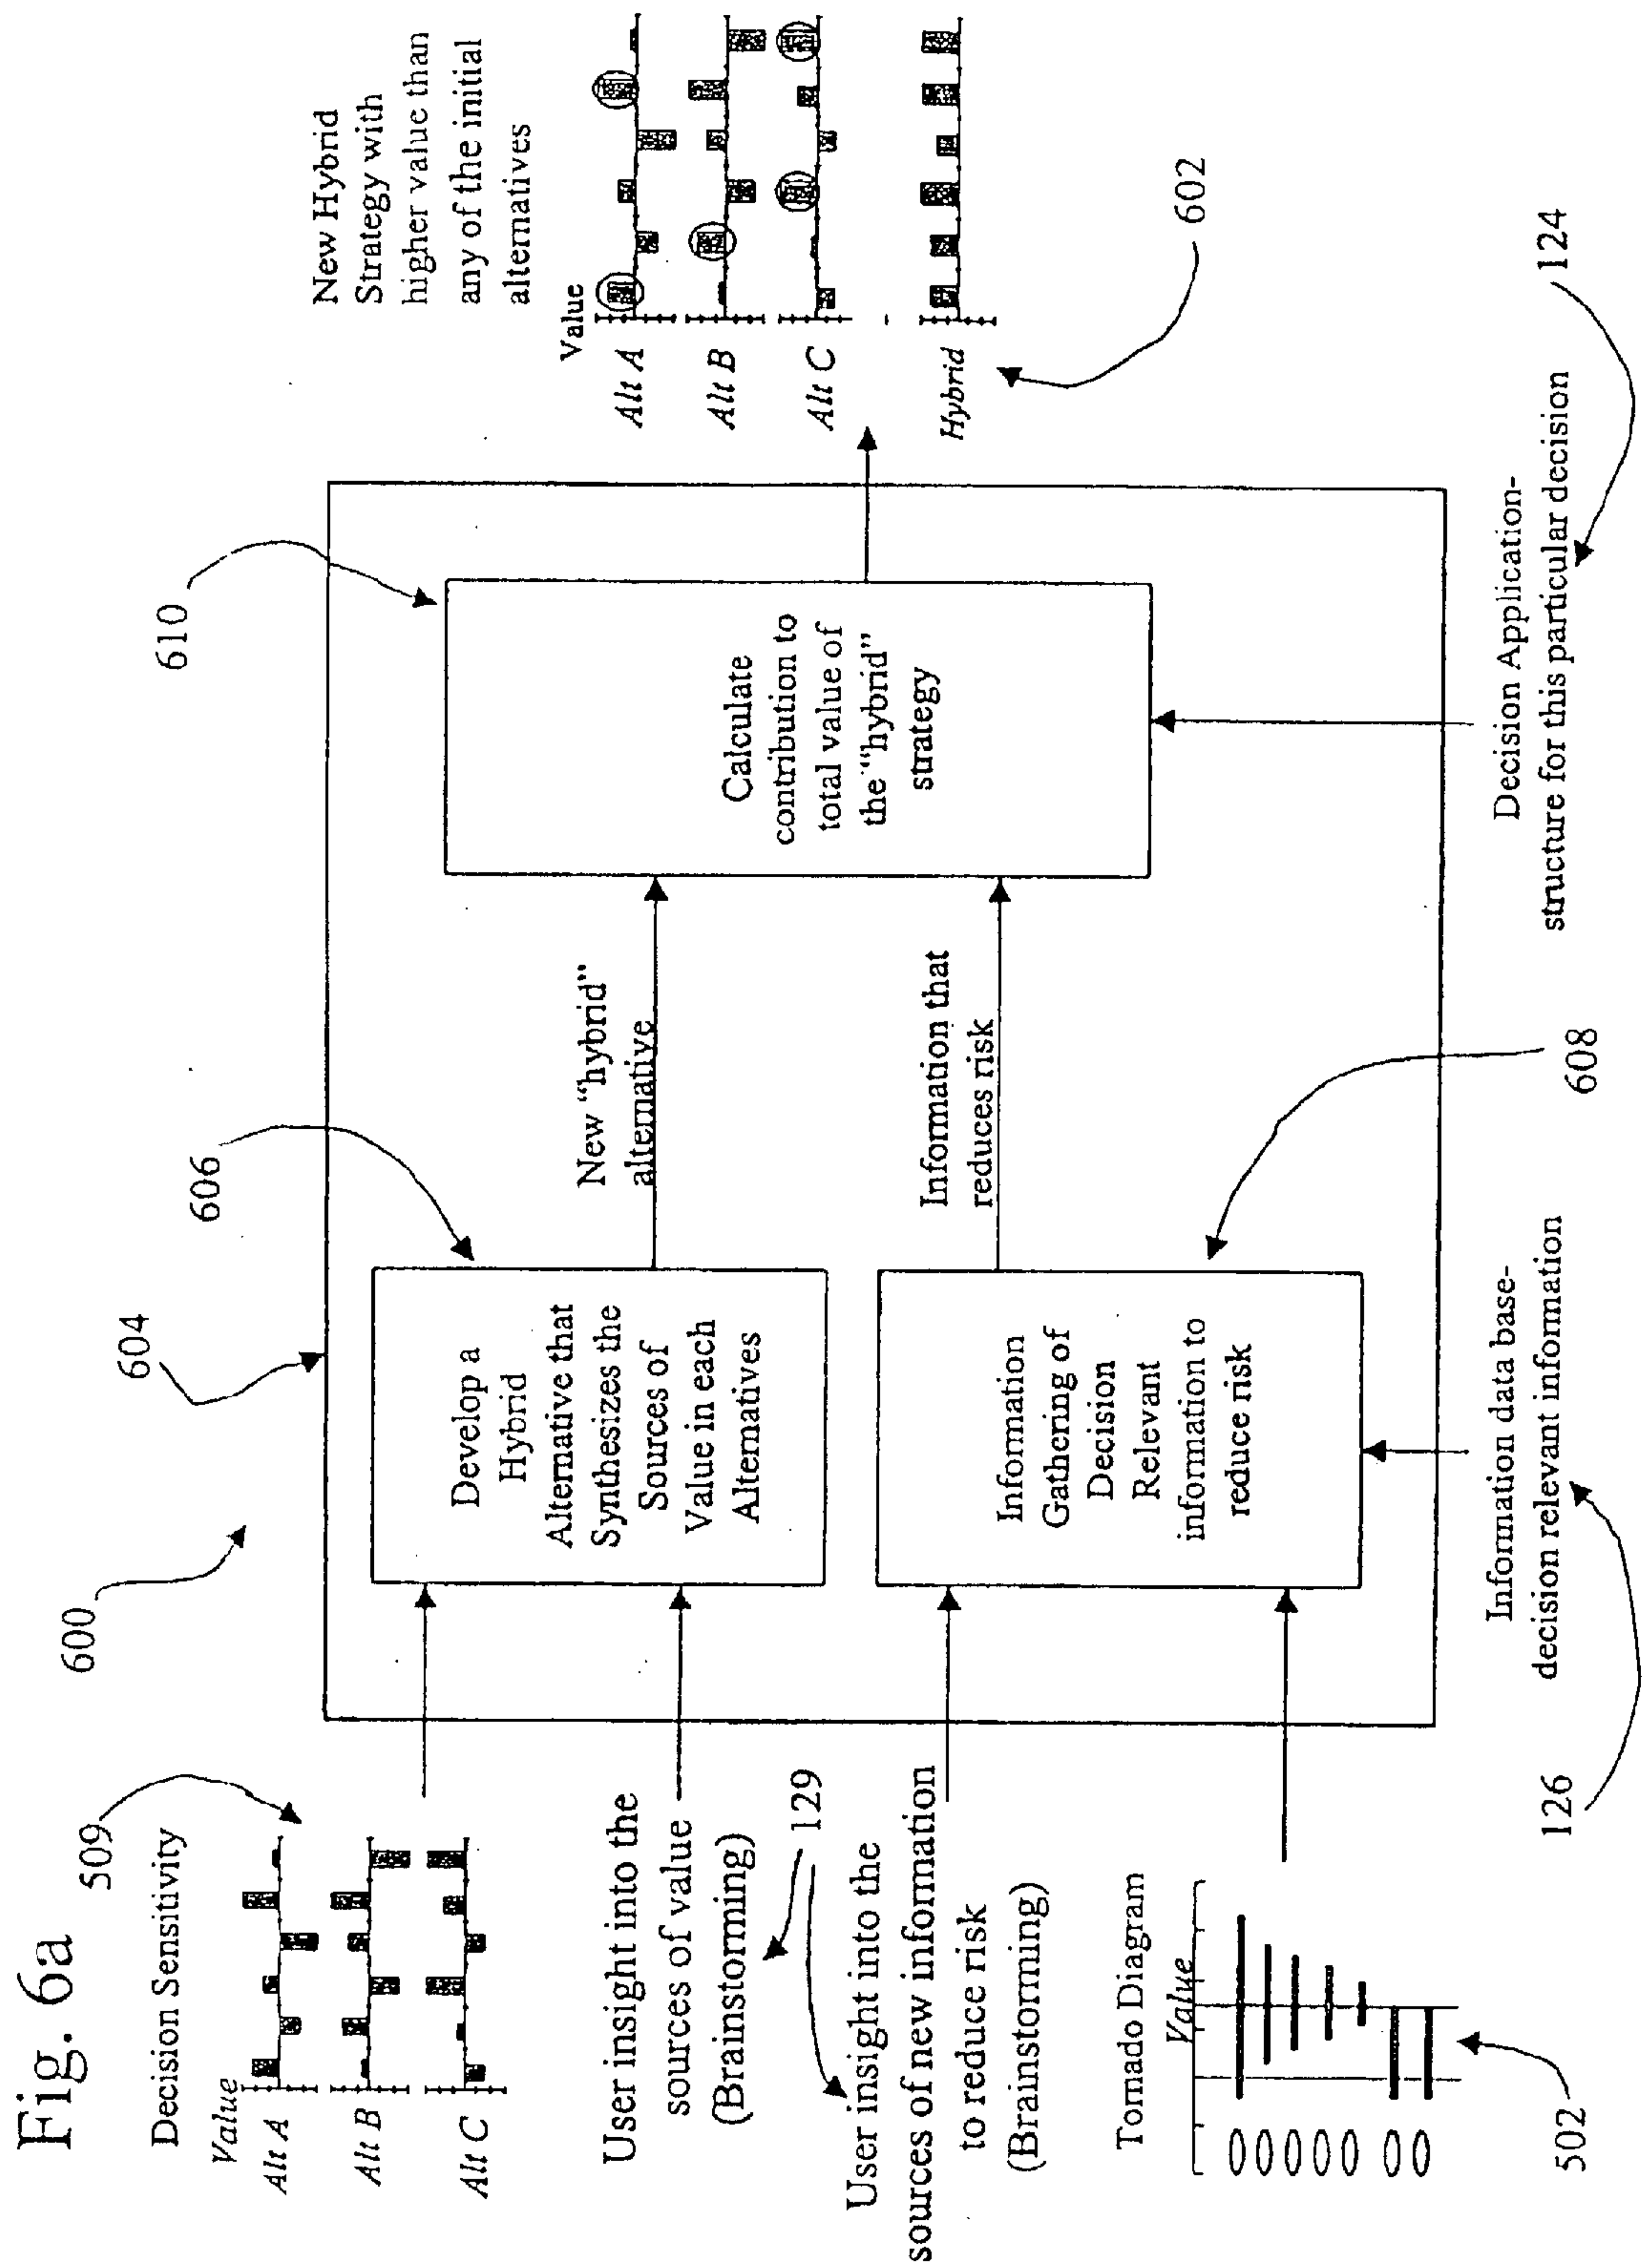 Fig. 6a
600
604
606
610
509
Decision Sensitivity
Value
Alt A
Alt B
Alt C
User insight into the
sources of value
(Brainstorming)
129
User insight into the
sources of new information
to reduce risk
(Brainstorming)
Tornado Diagram
Value
502
Develop a
Hybrid
Alternative that
Synthesizes the
Sources of
Value in each
Alternatives
Information
Gathering of
Decision
Relevant
information to
reduce risk
New "hybrid"
alternative
Information that
reduces risk
608
Calculate
contribution to
total value of
the "hybrid"
strategy
126
Information data base-
decision relevant information
Decision Application-
structure for this particular decision
124
New Hybrid
Strategy with
higher value than
any of the initial
alternatives
Value
Alt A
Alt B
Alt C
Hybrid
602